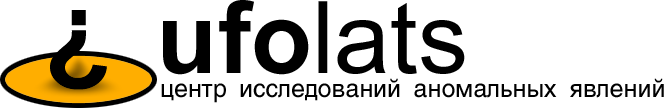 ¿ ufolats
центр исследований аномальных явлений